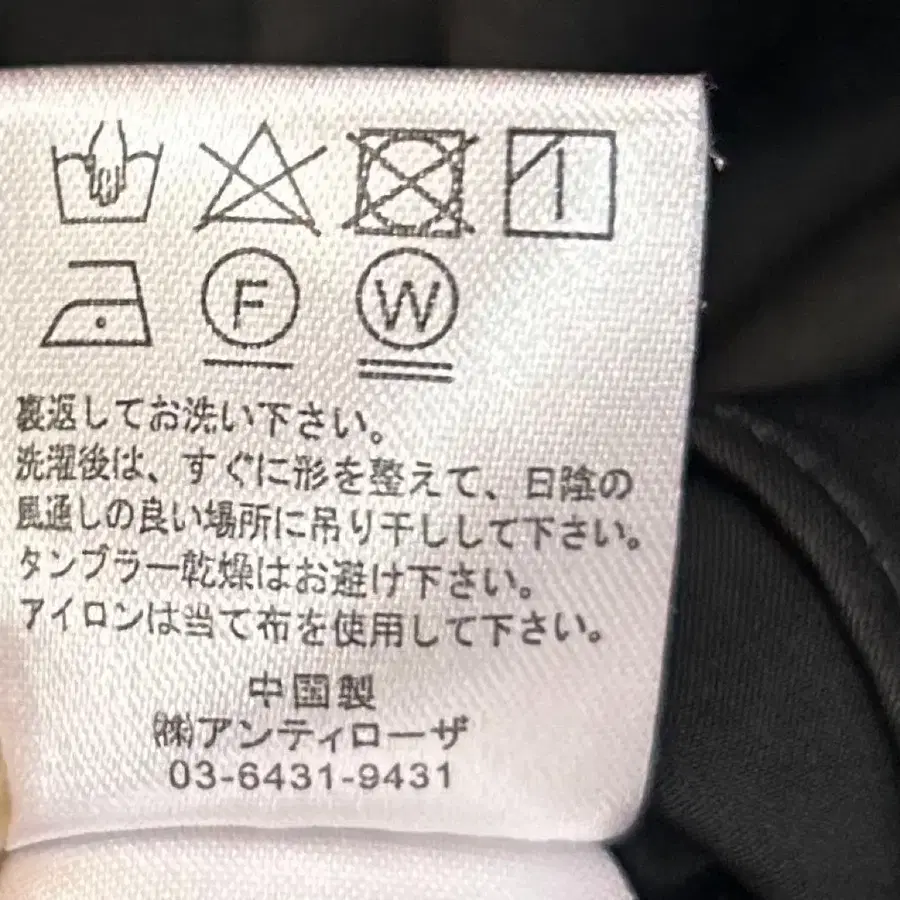 F
W
裏返してお洗い下さい。
洗濯後は、すぐに形を整えて、日陰の
風通しの良い場所に吊り干しして下さい。
タンブラー乾燥はお避け下さい。
アイロンは当て布を使用して下さい。
中国製
㈱アンティローザ
03-6431-9431